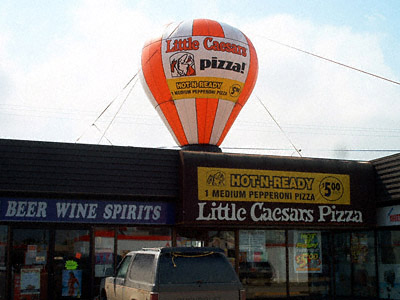 Little Caesars
pizza!
HOT-N-READY
1 MEDIUM PEPPERONI PIZZA
HOT-N-READY
1 MEDIUM PEPPERONI PIZZA
$5.00
BEER WINE SPIRITS
Little Caesars Pizza